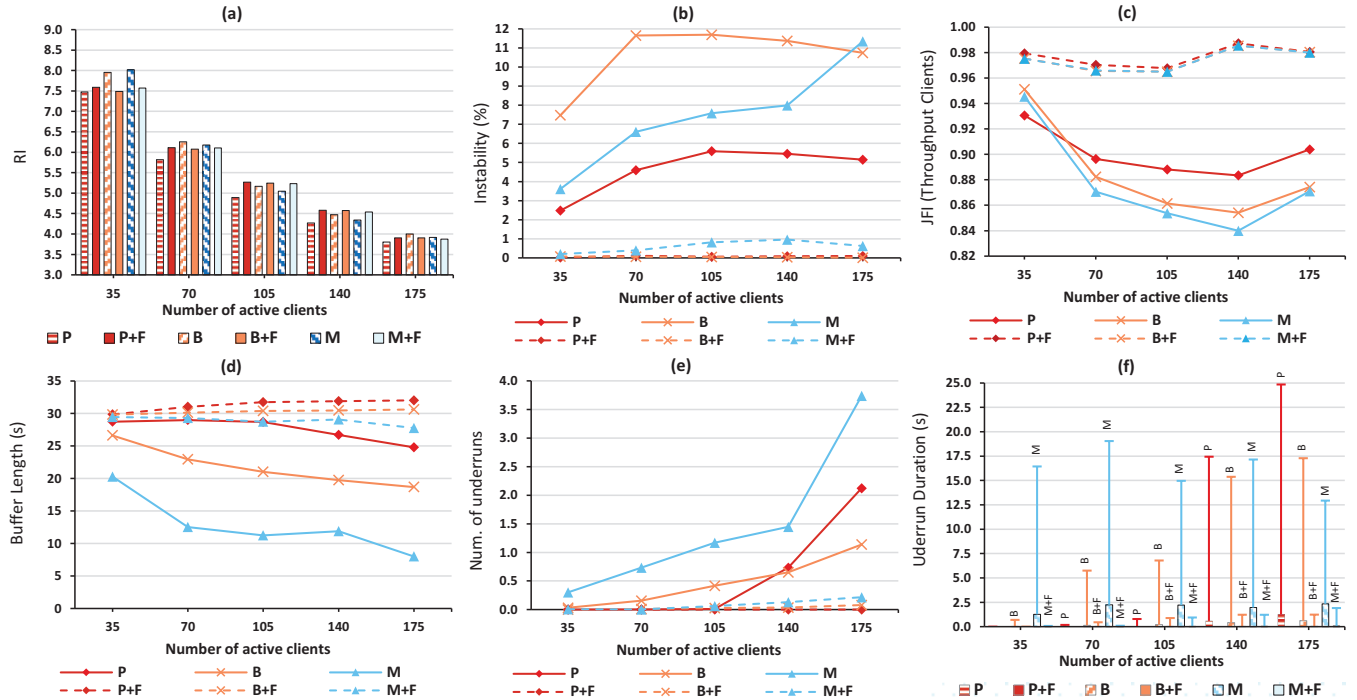 (a)
9.0
8.5
8.0
7.5
7.0
6.5
6.0
5.5
5.0
4.5
4.0
3.5
3.0
RI
35 70 105 140 175
Number of active clients
P P+F B B+F M M+F
(b)
12
11
10
9
8
7
6
5
4
3
2
1
0
Instability (%)
35 70 105 140 175
Number of active clients
P B M
P+F B+F M+F
(c)
1.00
0.98
0.96
0.94
0.92
0.90
0.88
0.86
0.84
0.82
JFI (Throughput Clients)
35 70 105 140 175
Number of active clients
P B M
P+F B+F M+F
(d)
35
30
25
20
15
10
5
0
Buffer Length (s)
35 70 105 140 175
Number of active clients
P B M
P+F B+F M+F
(e)
4.0
3.5
3.0
2.5
2.0
1.5
1.0
0.5
0.0
Num. of underruns
35 70 105 140 175
Number of active clients
P B M
P+F B+F M+F
(f)
25.0
22.5
20.0
17.5
15.0
12.5
10.0
7.5
5.0
2.5
0.0
Uderrun Duration (s)
B M M+F
P B B+F M M+F
P B B+F M M+F
P B B+F M M+F
P B B+F M M+F
35 70 105 140 175
Number of active clients
P P+F B B+F M M+F